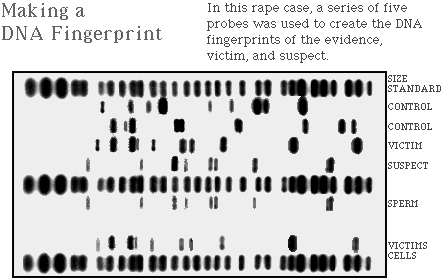 Making a
DNA Fingerprint
In this rape case, a series of five
probes was used to create the DNA
fingerprints of the evidence,
victim, and suspect.
SIZE
STANDARD
CONTROL
CONTROL
VICTIM
SUSPECT
SPERM
VICTIMS
CELLS